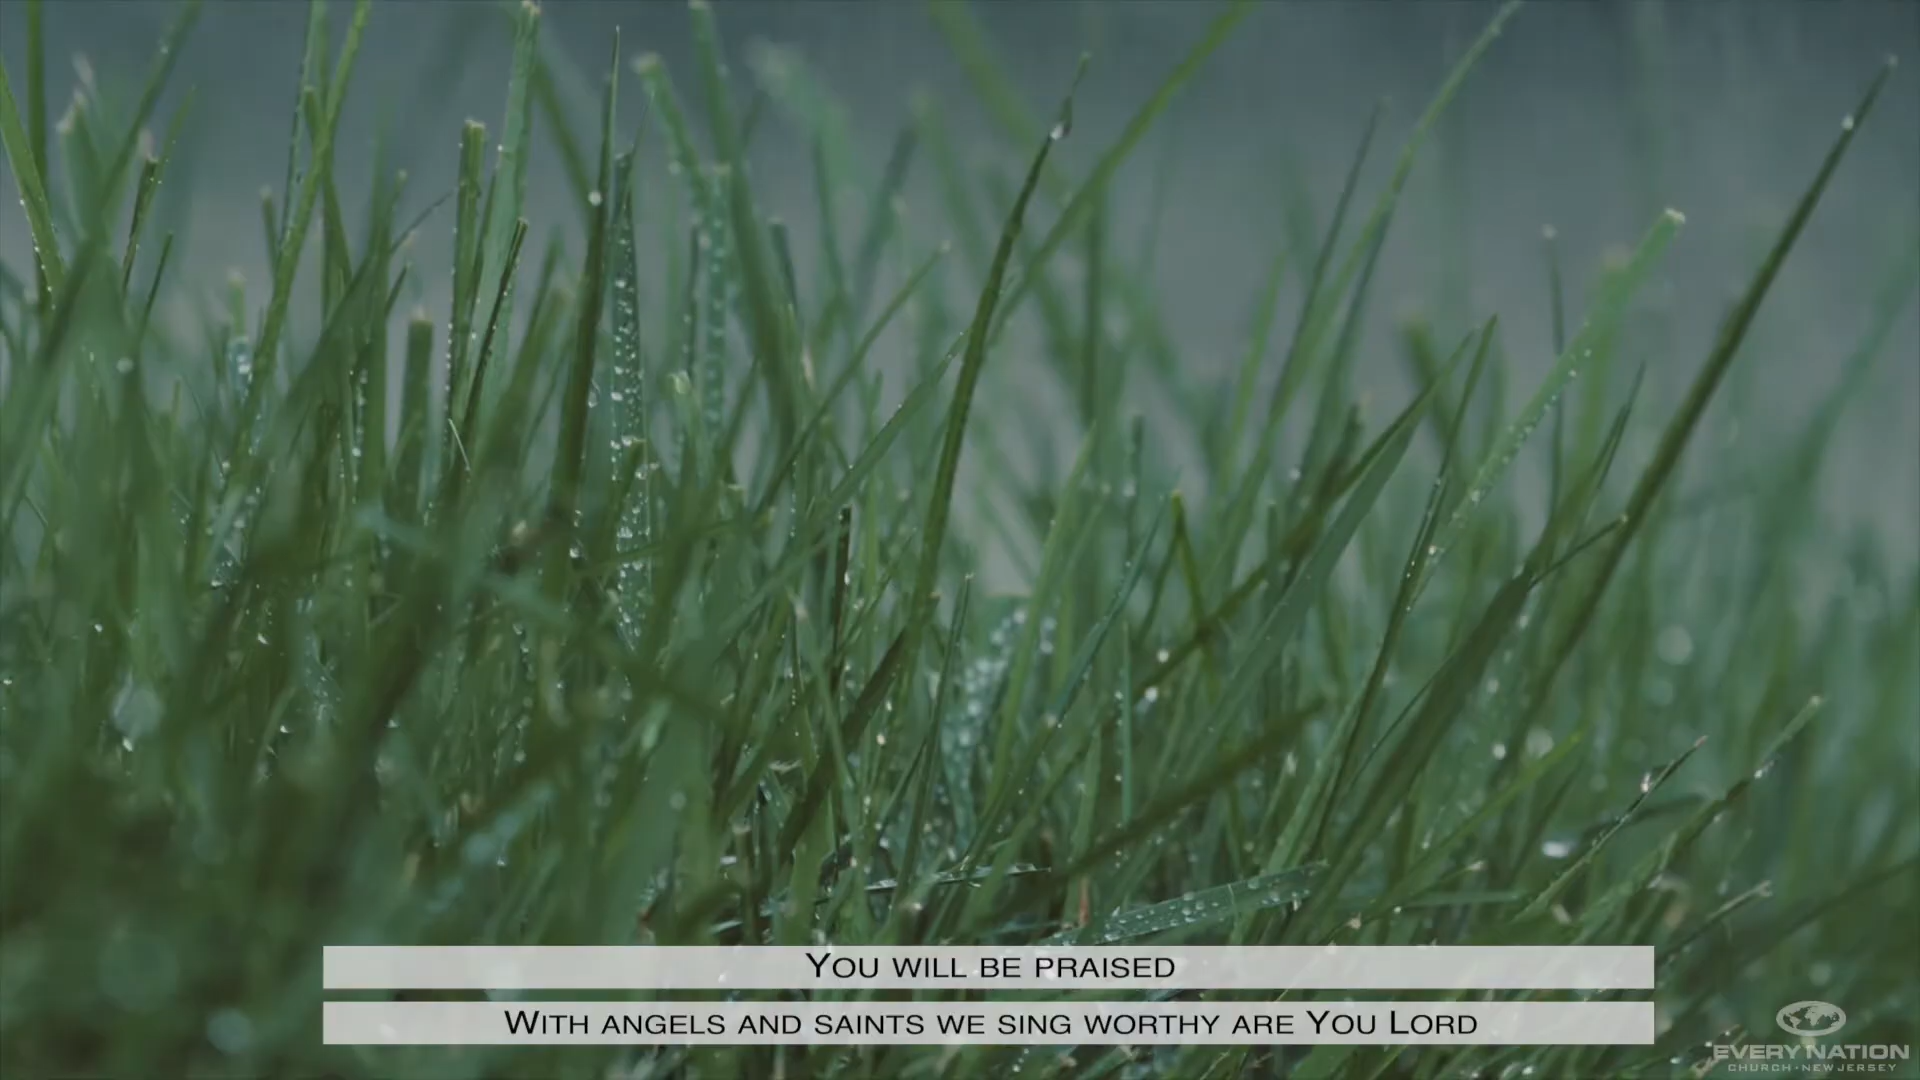 You will be praised
With angels and saints we sing worthy are You Lord
EVERY NATION
CHURCH • NEW JERSEY